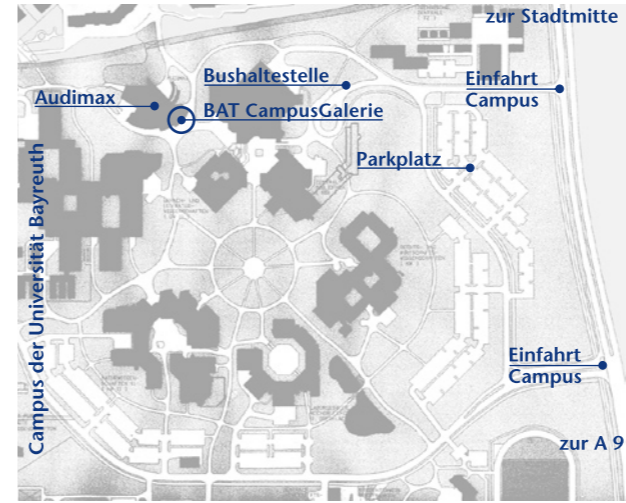 zur Stadtmitte
Bushaltestelle
Einfahrt
Campus
Audimax
BAT CampusGalerie
Parkplatz
Campus der Universität Bayreuth
Einfahrt
Campus
zur A 9